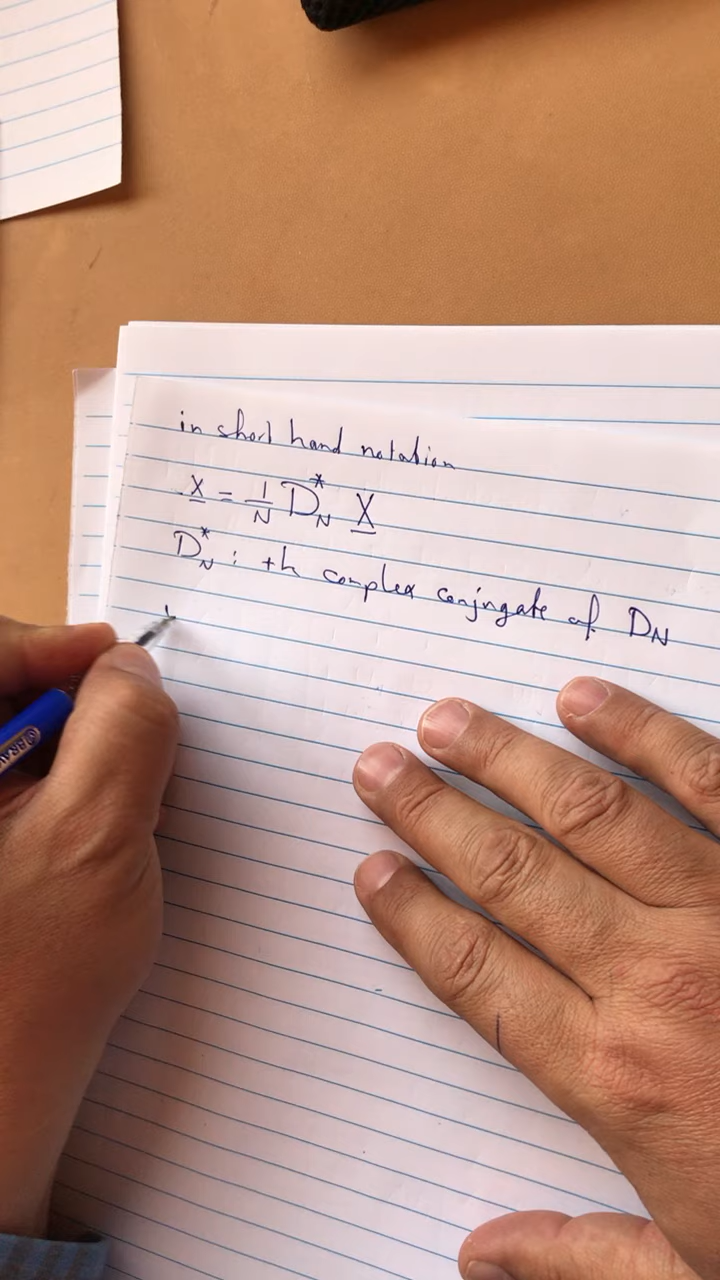 in short hand notation
x = 1/N D*N X
D*N : th complex conjugate of DN